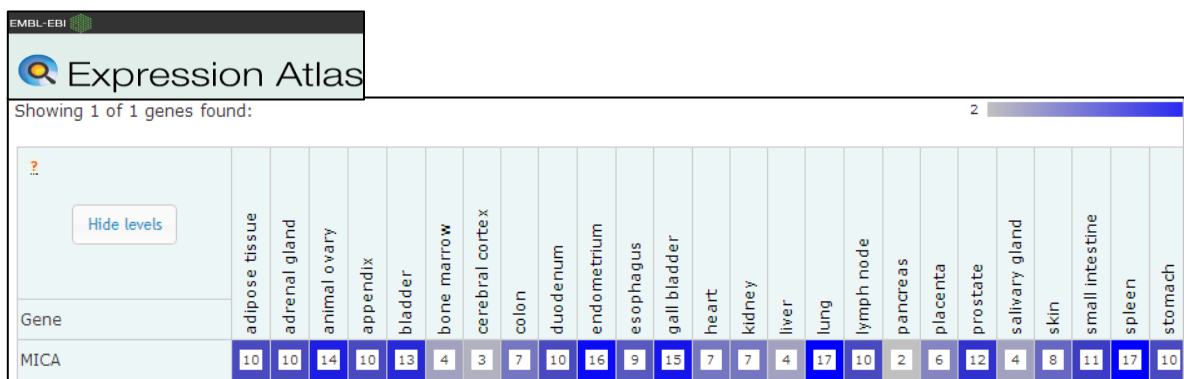 EMBL-EBI
Expression Atlas
Showing 1 of 1 genes found:
2
?
Hide levels
Gene
adipose tissue
adrenal gland
animal ovary
appendix
bladder
bone marrow
cerebral cortex
colon
duodenum
endometrium
esophagus
gall bladder
heart
kidney
liver
lung
lymph node
pancreas
placenta
prostate
salivary gland
skin
small intestine
spleen
stomach
MICA 10 10 14 10 13 4 3 7 10 16 9 15 7 7 4 17 10 2 6 12 4 8 11 17 10